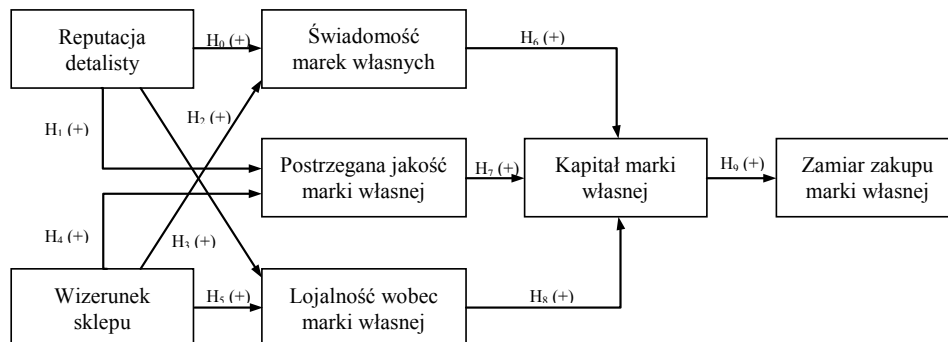 Reputacja
detalisty
H₀ (+)
Świadomość
marek własnych
H₆ (+)
H₁ (+)
H₂ (+)
Postrzegana jakość
marki własnej
H₇ (+)
Kapitał marki
własnej
H₉ (+)
Zamiar zakupu
marki własnej
H₄ (+)
H₃ (+)
Wizerunek
sklepu
H₅ (+)
Lojalność wobec
marki własnej
H₈ (+)